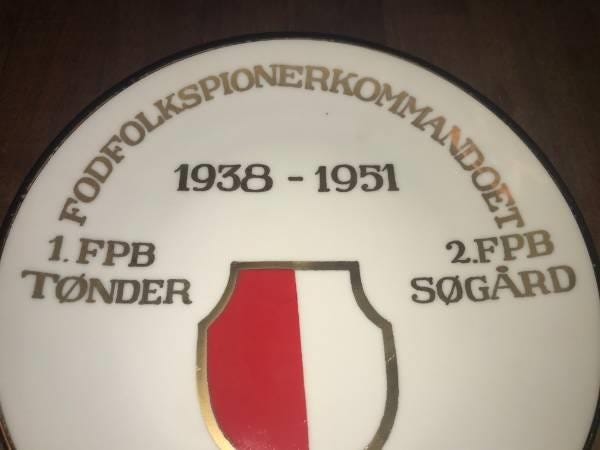 FODFOLKSPIONERKOMMANDOET
1938 - 1951
1. FPB
TØNDER
2.FPB
SØGÅRD